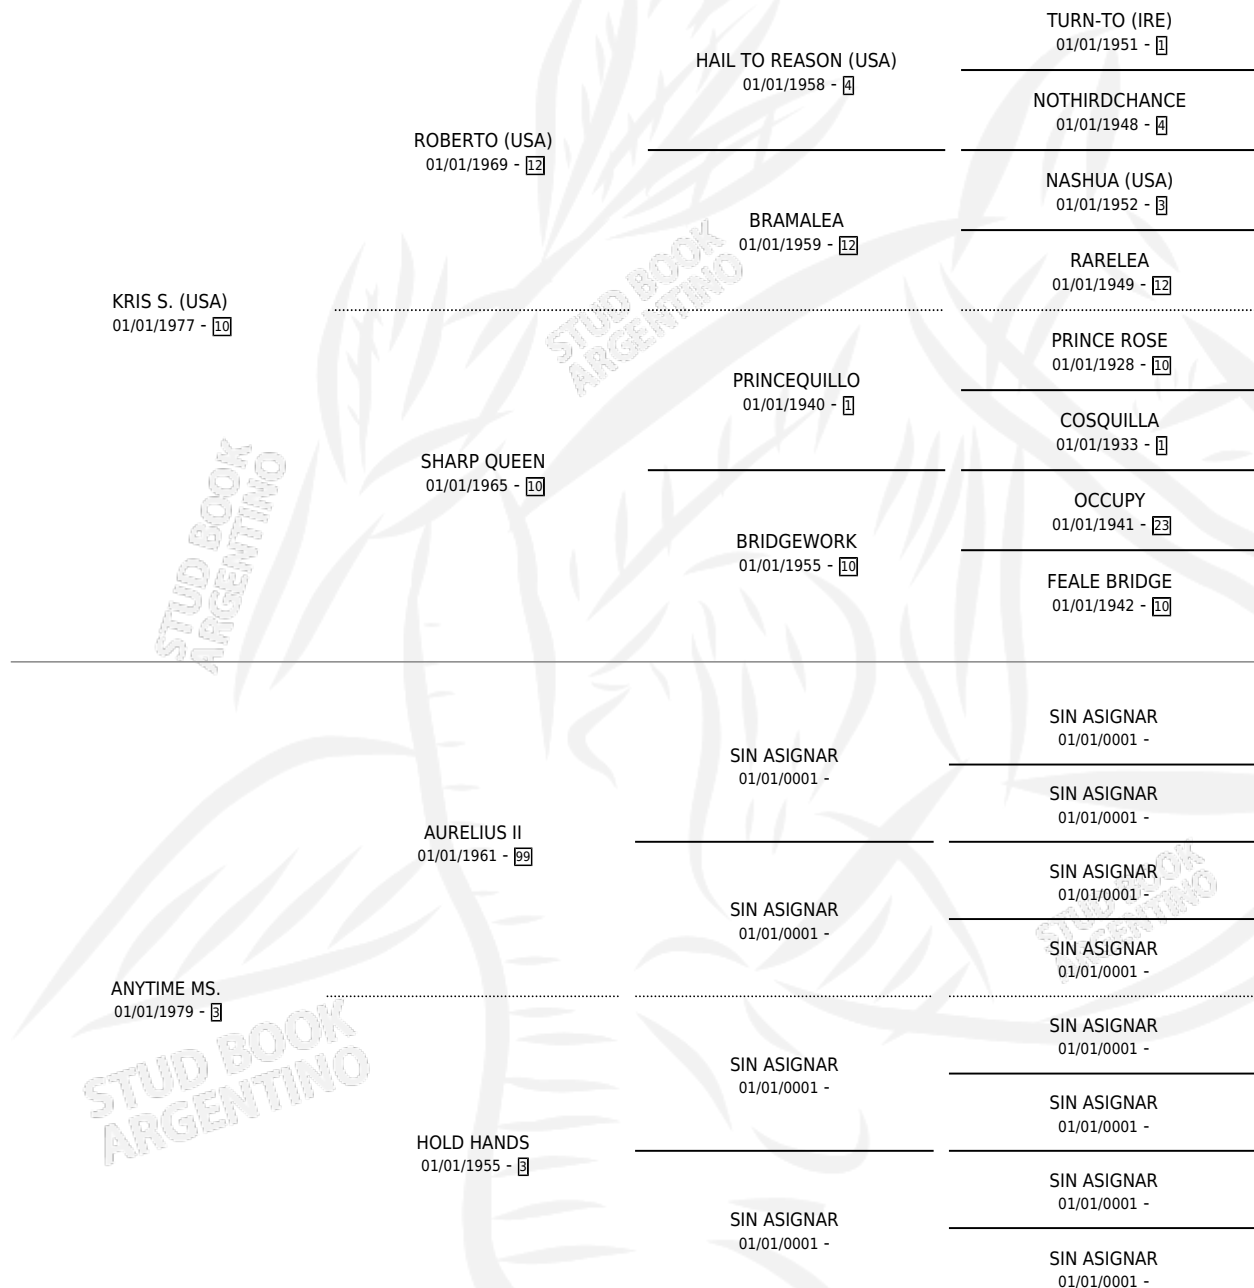 TURN-TO (IRE)
01/01/1951 - 1
HAIL TO REASON (USA)
01/01/1958 - 4
NOTHIRDCHANCE
01/01/1948 - 4
ROBERTO (USA)
01/01/1969 - 12
NASHUA (USA)
01/01/1952 - 3
BRAMALEA
01/01/1959 - 12
RARELEA
01/01/1949 - 12
KRIS S. (USA)
01/01/1977 - 10
STUD BOOK
ARGENTINO
PRINCE ROSE
01/01/1928 - 10
PRINCEQUILLO
01/01/1940 - 1
COSQUILLA
01/01/1933 - 1
SHARP QUEEN
01/01/1965 - 10
OCCUPY
01/01/1941 - 23
BRIDGEWORK
01/01/1955 - 10
FEALE BRIDGE
01/01/1942 - 10
STUD BOOK
ARGENTINO
SIN ASIGNAR
01/01/0001 -
SIN ASIGNAR
01/01/0001 -
SIN ASIGNAR
01/01/0001 -
AURELIUS II
01/01/1961 - 99
SIN ASIGNAR
01/01/0001 -
SIN ASIGNAR
01/01/0001 -
SIN ASIGNAR
01/01/0001 -
STUD BOOK
ARGENTINO
ANYTIME MS.
01/01/1979 - 3
SIN ASIGNAR
01/01/0001 -
SIN ASIGNAR
01/01/0001 -
SIN ASIGNAR
01/01/0001 -
HOLD HANDS
01/01/1955 - 3
SIN ASIGNAR
01/01/0001 -
SIN ASIGNAR
01/01/0001 -
SIN ASIGNAR
01/01/0001 -
STUD BOOK
ARGENTINO